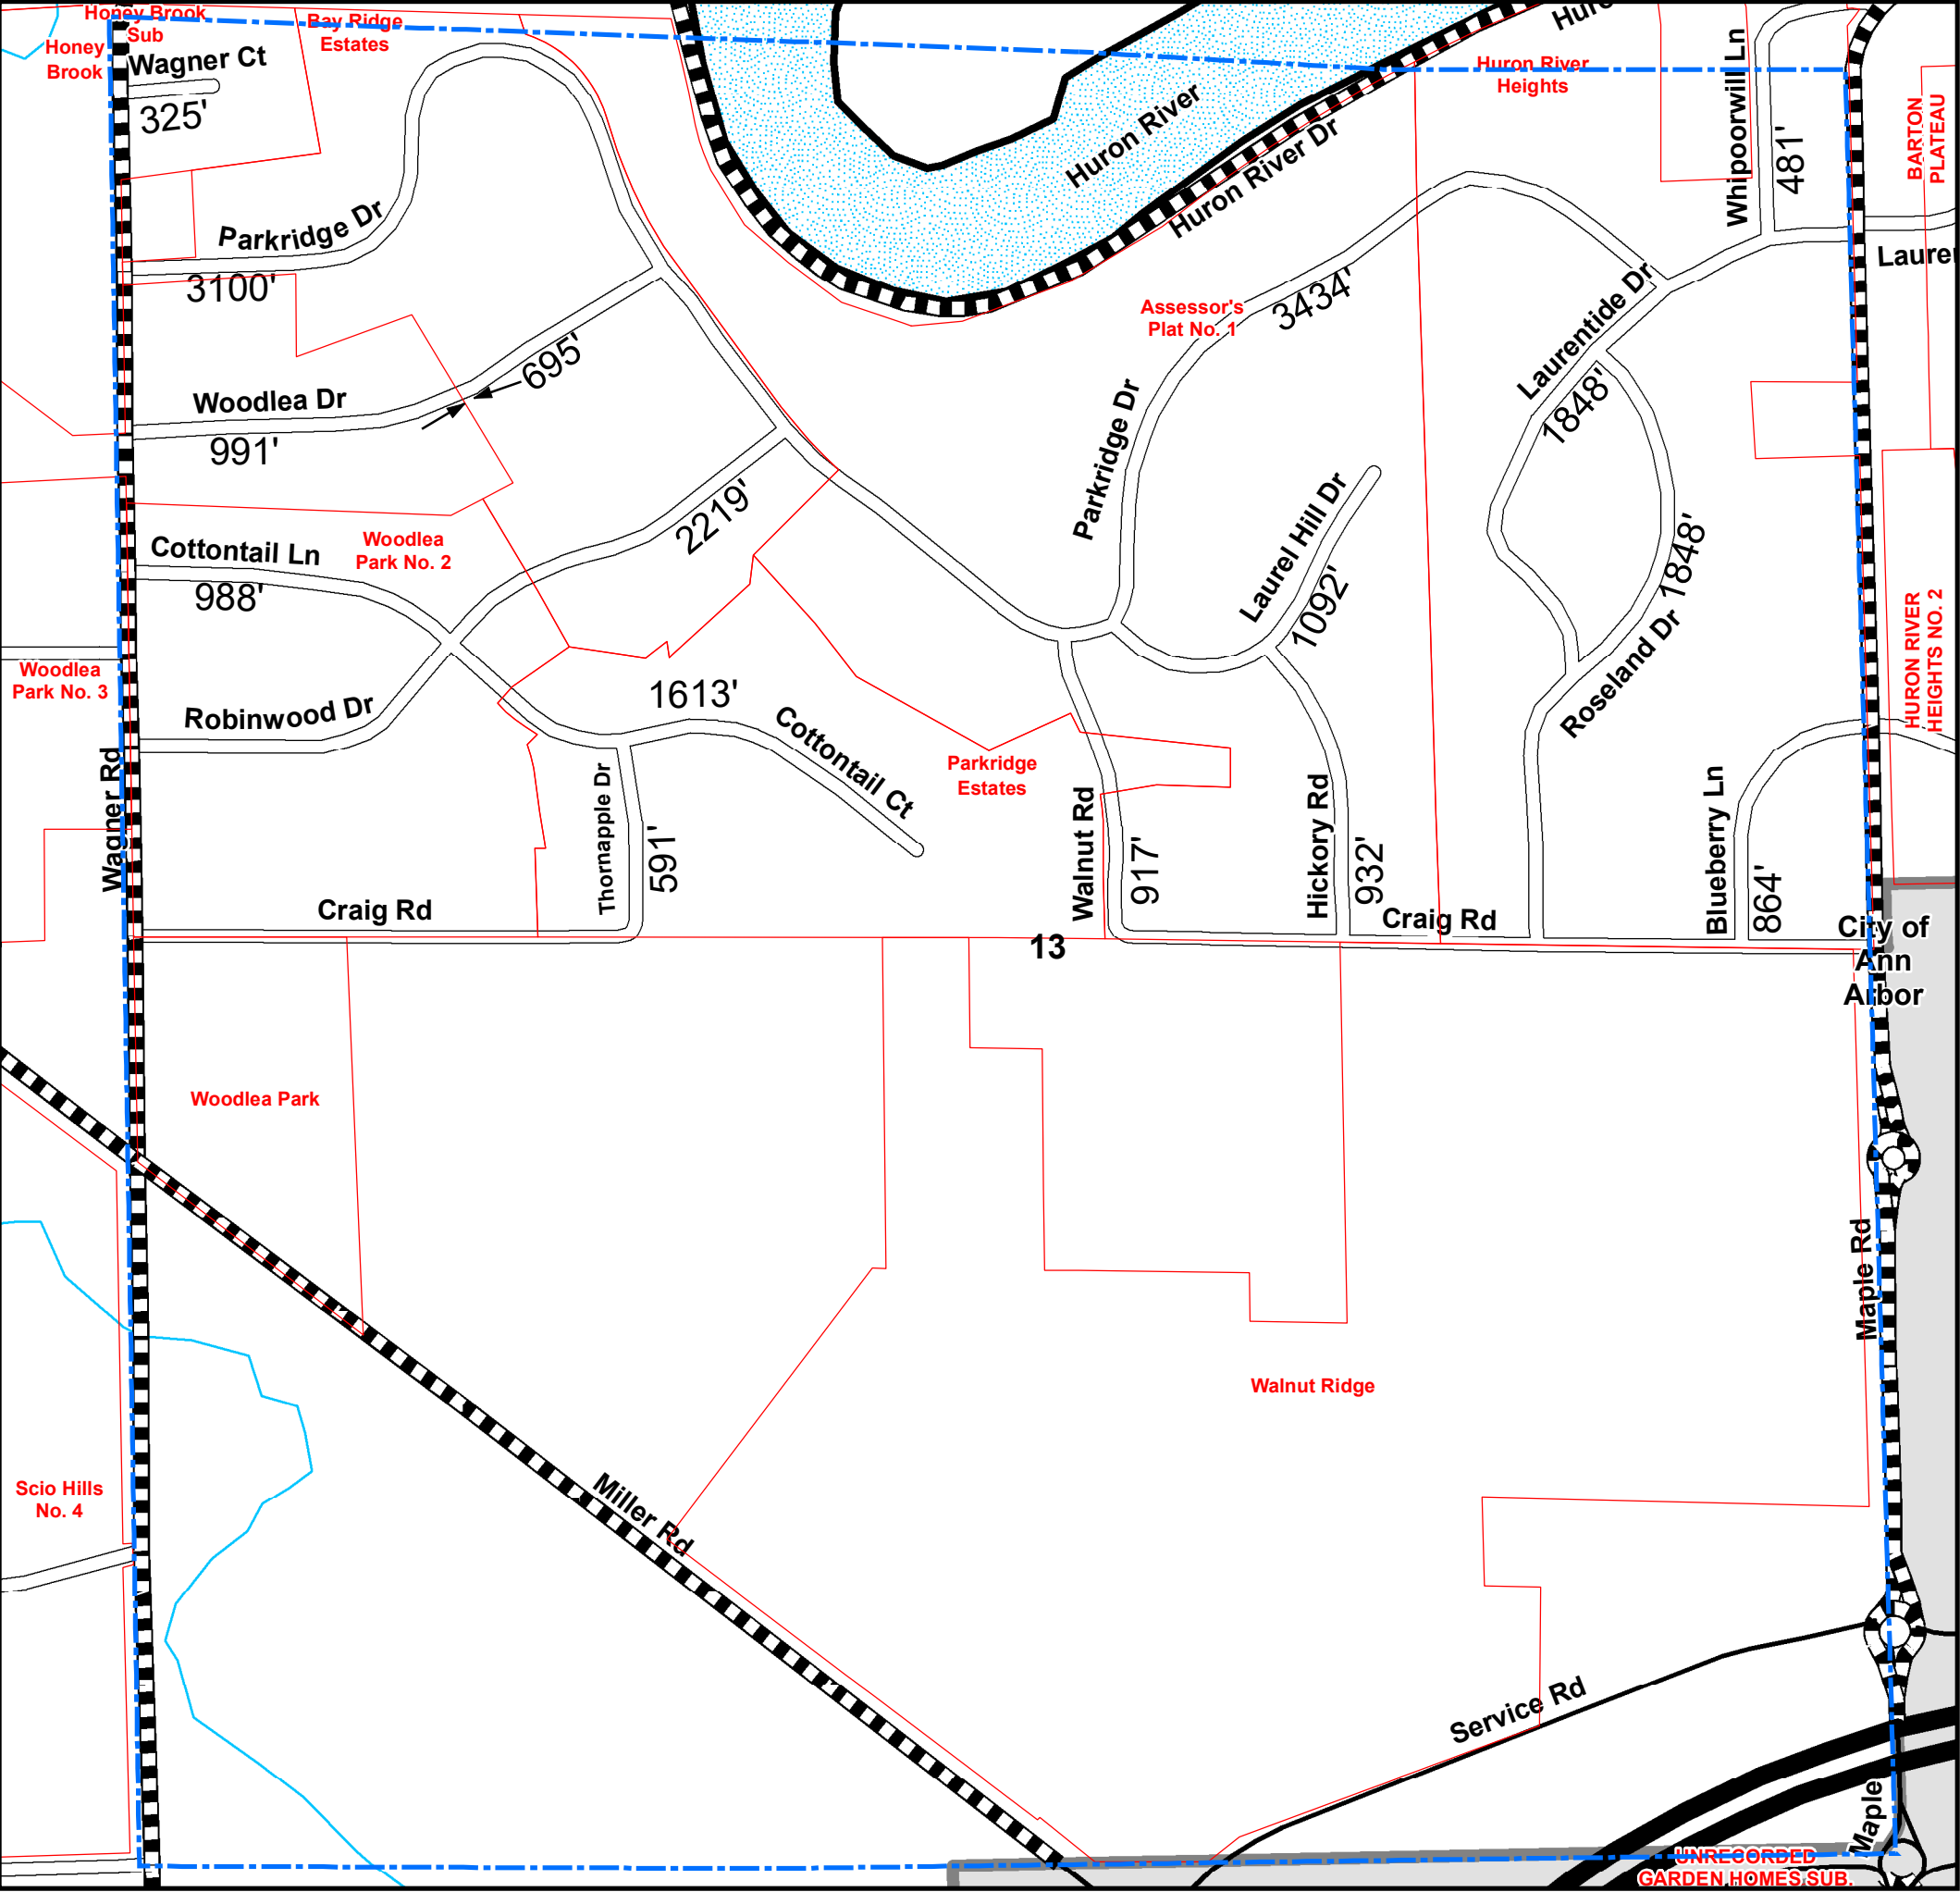 Honey Brook
Sub
Honey
Brook
Bay Ridge
Estates
Wagner Ct
325'
Huron River
Huron River Dr
Huro
Huron River
Heights
Whipoorwill Ln
481'
BARTON
PLATEAU
Parkridge Dr
3100'
Lauren
Assessor's
Plat No. 1
3434'
Laurentide Dr
1848'
695'
Woodlea Dr
991'
Parkridge Dr
2219'
Laurel Hill Dr
1092'
1848'
Roseland Dr
Cottontail Ln
988'
Woodlea
Park No. 2
HURON RIVER
HEIGHTS NO. 2
Woodlea
Park No. 3
Robinwood Dr
1613'
Cottontail Ct
Parkridge
Estates
Wagner Rd
Thornapple Dr
591'
Walnut Rd
917'
Hickory Rd
932'
Blueberry Ln
864'
Craig Rd
Craig Rd
13
City of
Ann
Arbor
Woodlea Park
Maple Rd
Walnut Ridge
Scio Hills
No. 4
Miller Rd
Service Rd
Maple
UNRECORDED
GARDEN HOMES SUB.